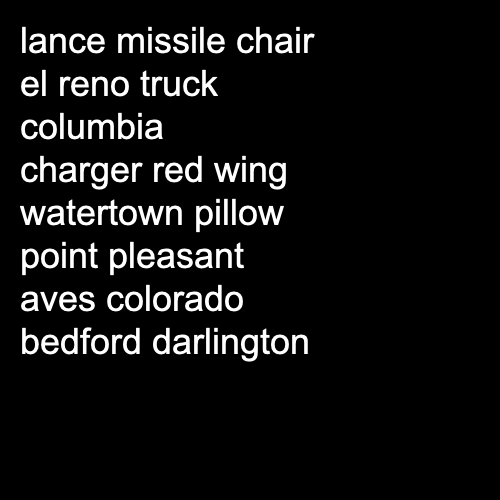 lance missile chair
el reno truck
columbia
charger red wing
watertown pillow
point pleasant
aves colorado
bedford darlington